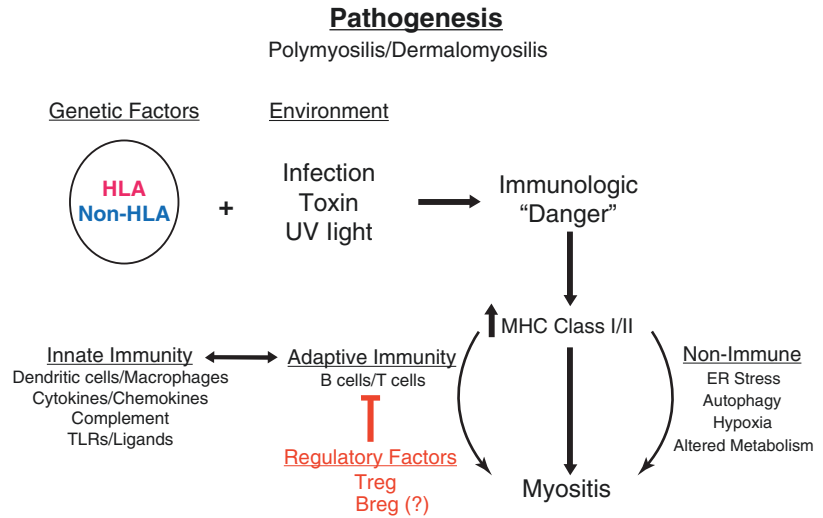 Pathogenesis
Polymyosilis/Dermalomyosilis
Genetic Factors
Environment
HLA
Non-HLA
+
Infection
Toxin
UV light
Immunologic
“Danger”
MHC Class I/II
Innate Immunity
Dendritic cells/Macrophages
Cytokines/Chemokines
Complement
TLRs/Ligands
Adaptive Immunity
B cells/T cells
Regulatory Factors
Treg
Breg (?)
Non-Immune
ER Stress
Autophagy
Hypoxia
Altered Metabolism
Myositis